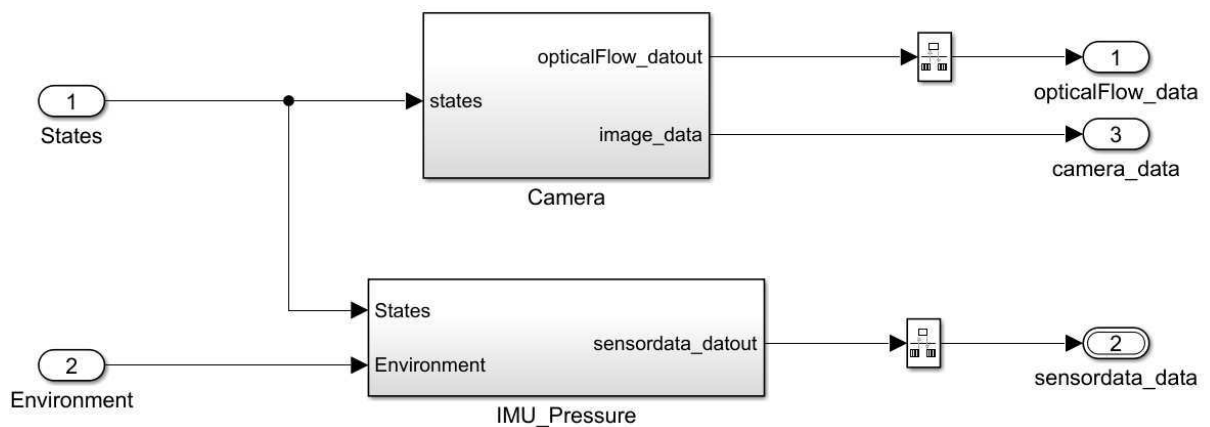 1
States
states
opticalFlow_datout
image_data
Camera
1
opticalFlow_data
3
camera_data
2
Environment
States
Environment
sensordata_datout
IMU_Pressure
2
sensordata_data